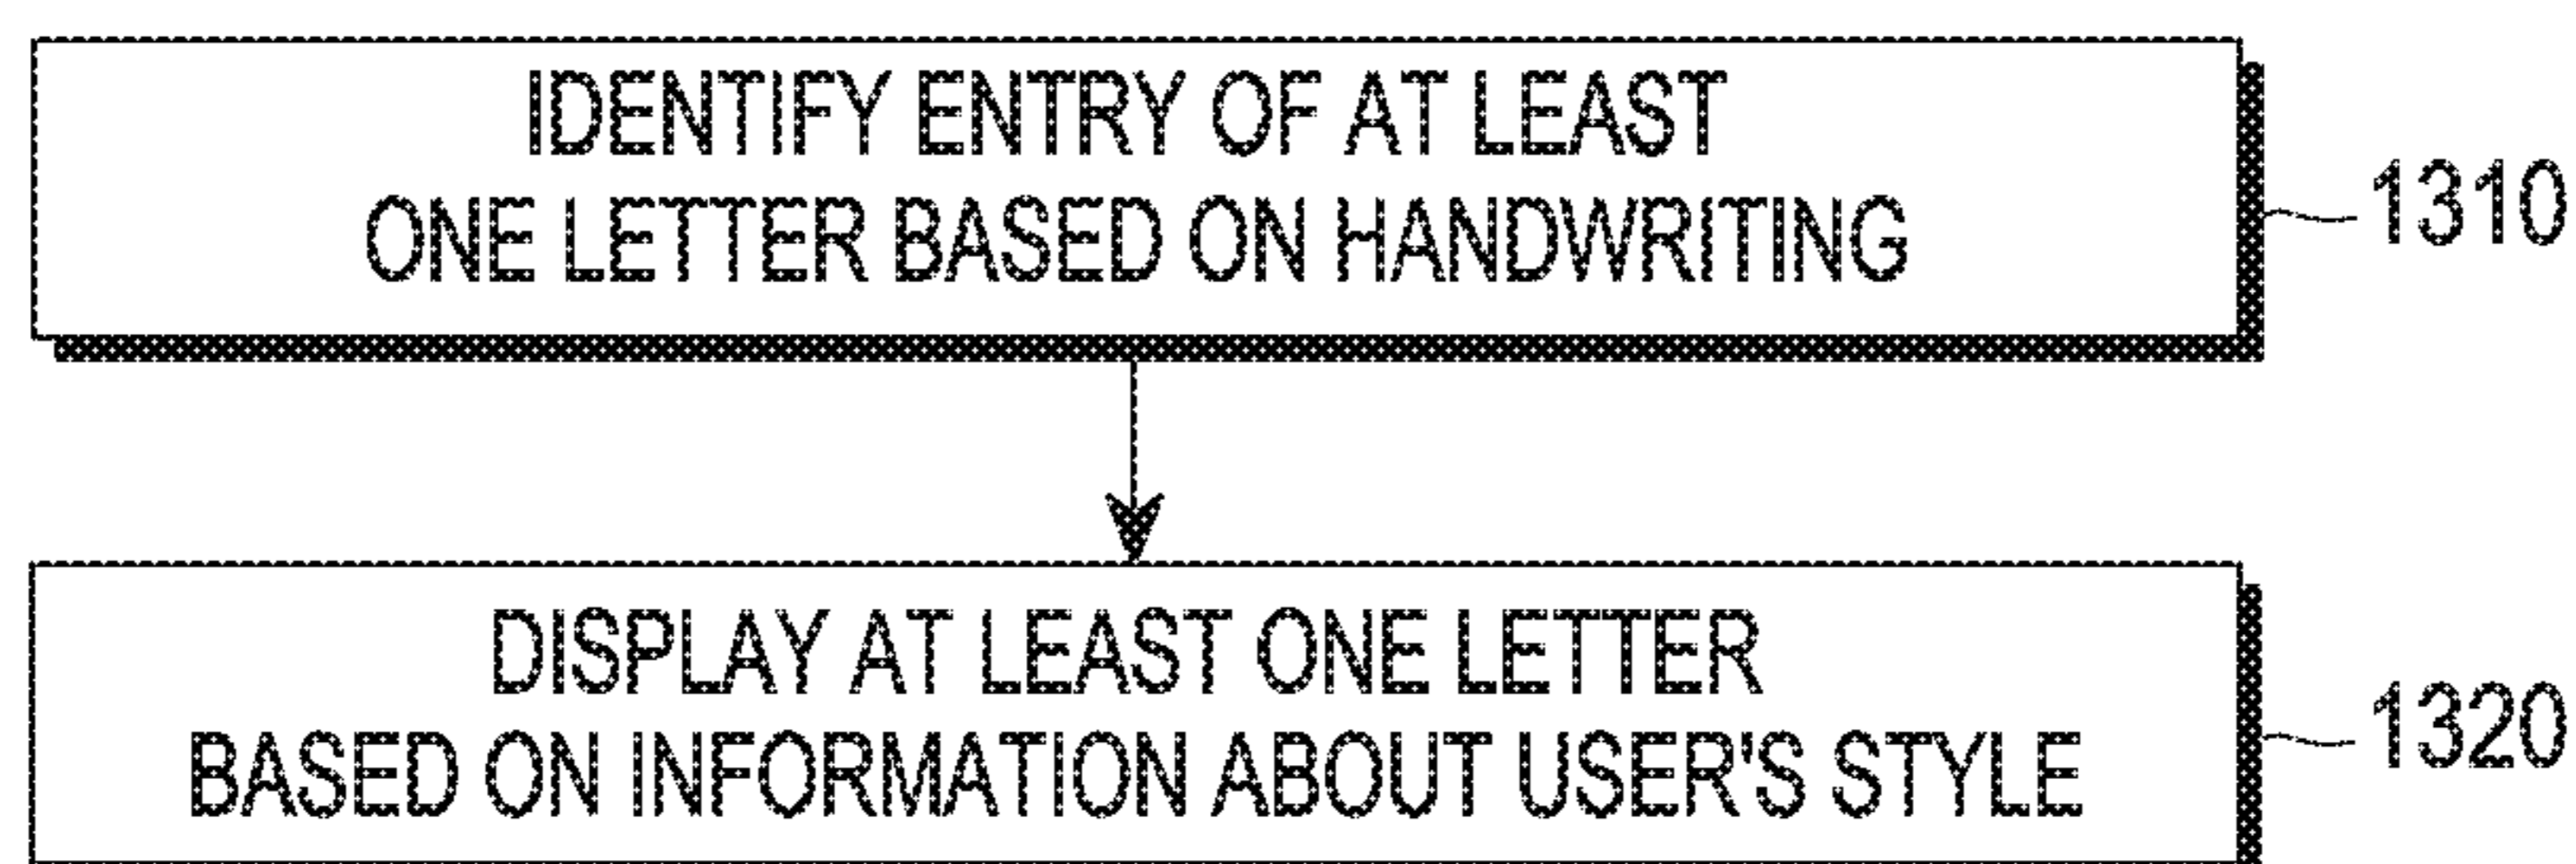 IDENTIFY ENTRY OF AT LEAST
ONE LETTER BASED ON HANDWRITING
1310
DISPLAY AT LEAST ONE LETTER
BASED ON INFORMATION ABOUT USER'S STYLE
1320